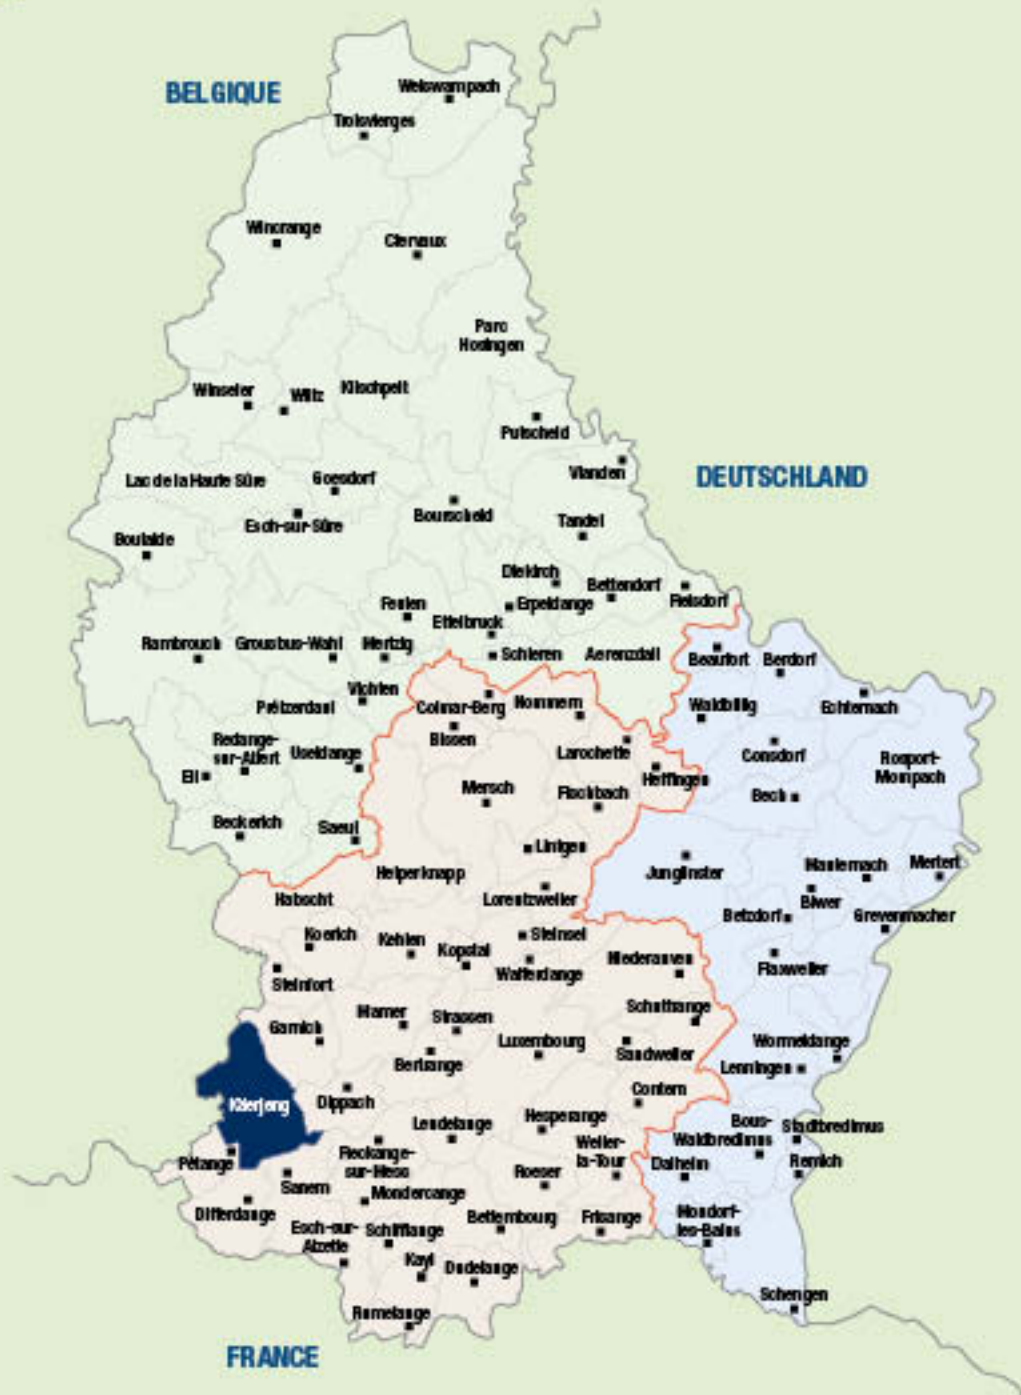 BELGIQUE
Weiswampach
Troisvierges
Wincrange
Clervaux
Parc
Hosingen
Winseler
Wiltz
Kiischpelt
Putscheid
Vianden
DEUTSCHLAND
Lac de la Haute Sûre
Goesdorf
Esch-sur-Sûre
Bourscheid
Tandel
Boulaide
Diekirch
Bettendorf
Reisdorf
Feulen
Erpeldange
Ettelbruck
Rambrouch
Grousbus-Wahl
Mertzig
Schieren
Aerenzdall
Beaufort
Berdorf
Vichten
Préizerdaul
Colmar-Berg
Nommern
Waldbillig
Echternach
Redange-
sur-Attert
Useldange
Bissen
Larochette
Consdorf
Rosport-
Mompach
Ell
Heffingen
Mersch
Fischbach
Bech
Beckerich
Saeul
Lintgen
Helperknapp
Junglinster
Manternach
Mertert
Habscht
Lorentzweiler
Biwer
Betzdorf
Grevenmacher
Koerich
Kehlen
Kopstal
Steinsel
Niederanven
Flaxweiler
Steinfort
Walferdange
Mamer
Strassen
Schuttrange
Garnich
Luxembourg
Sandweiler
Wormeldange
Lenningen
Bertrange
Käerjeng
Dippach
Contern
Leudelange
Hesperange
Bous-
Waldbredimus
Stadtbredimus
Weiler-
la-Tour
Pétange
Reckange-
sur-Mess
Roeser
Dalheim
Remich
Sanem
Mondercange
Differdange
Esch-sur-
Alzette
Schifflange
Bettembourg
Frisange
Mondorf-
les-Bains
Kayl
Dudelange
Schengen
Rumelange
FRANCE